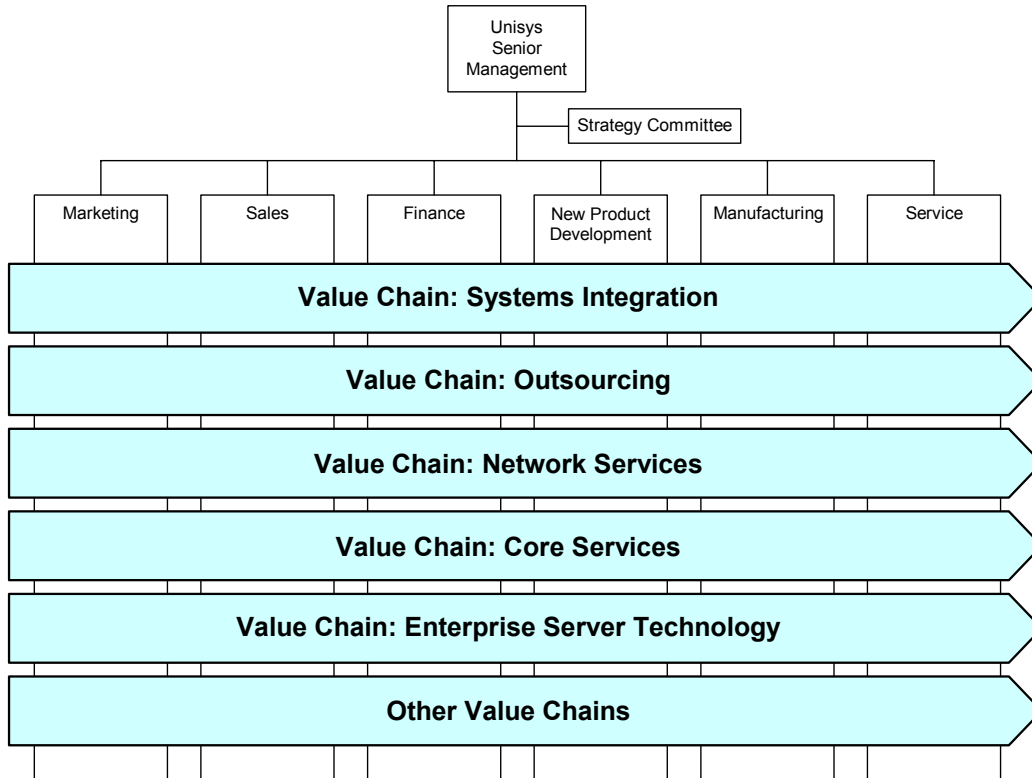 Unisys
Senior
Management
Strategy Committee
Marketing
Sales
Finance
New Product
Development
Manufacturing
Service
Value Chain: Systems Integration
Value Chain: Outsourcing
Value Chain: Network Services
Value Chain: Core Services
Value Chain: Enterprise Server Technology
Other Value Chains